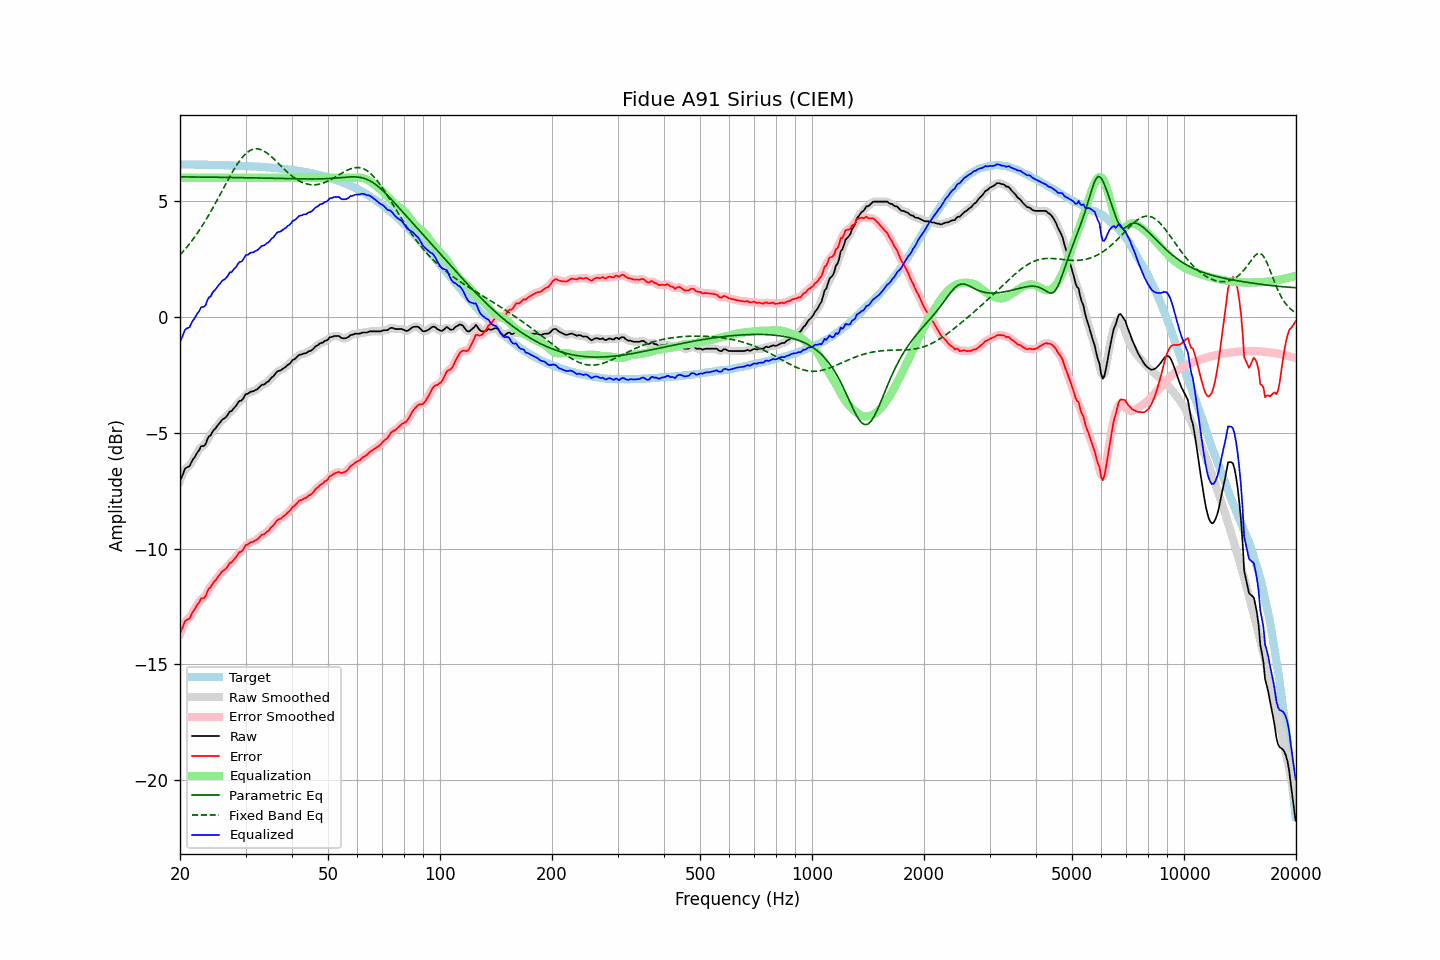 Fidue A91 Sirius (CIEM)
Amplitude (dBr)
5
0
−5
−10
−15
−20
Target
Raw Smoothed
Error Smoothed
Raw
Error
Equalization
Parametric Eq
Fixed Band Eq
Equalized
20 50 100 200 500 1000 2000 5000 10000 20000
Frequency (Hz)